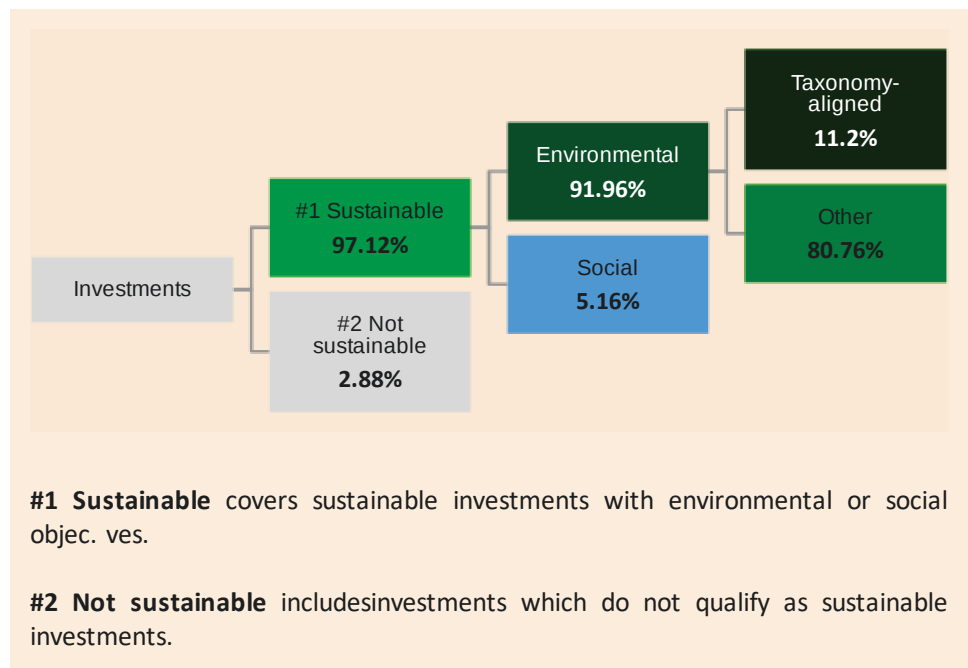 Investments
#1 Sustainable
97.12%
#2 Not
sustainable
2.88%
Environmental
91.96%
Social
5.16%
Taxonomy-
aligned
11.2%
Other
80.76%
#1 Sustainable covers sustainable investments with environmental or social
objec. ves.
#2 Not sustainable includesinvestments which do not qualify as sustainable
investments.